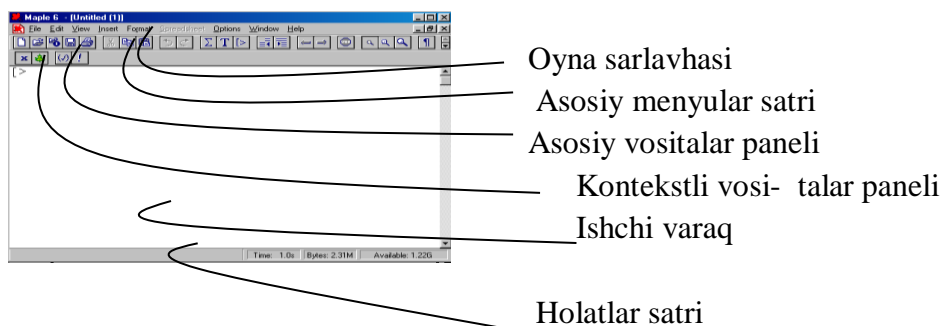 Maple 6 - [Untitled (1)]
File Edit View Insert Format Spreadsheet Options Window Help
[ >
Time: 1.0s Bytes: 2.31M Available: 1.22G
Oyna sarlavhasi
Asosiy menyular satri
Asosiy vositalar paneli
Kontekstli vosi- talar paneli
Ishchi varaq
Holatlar satri